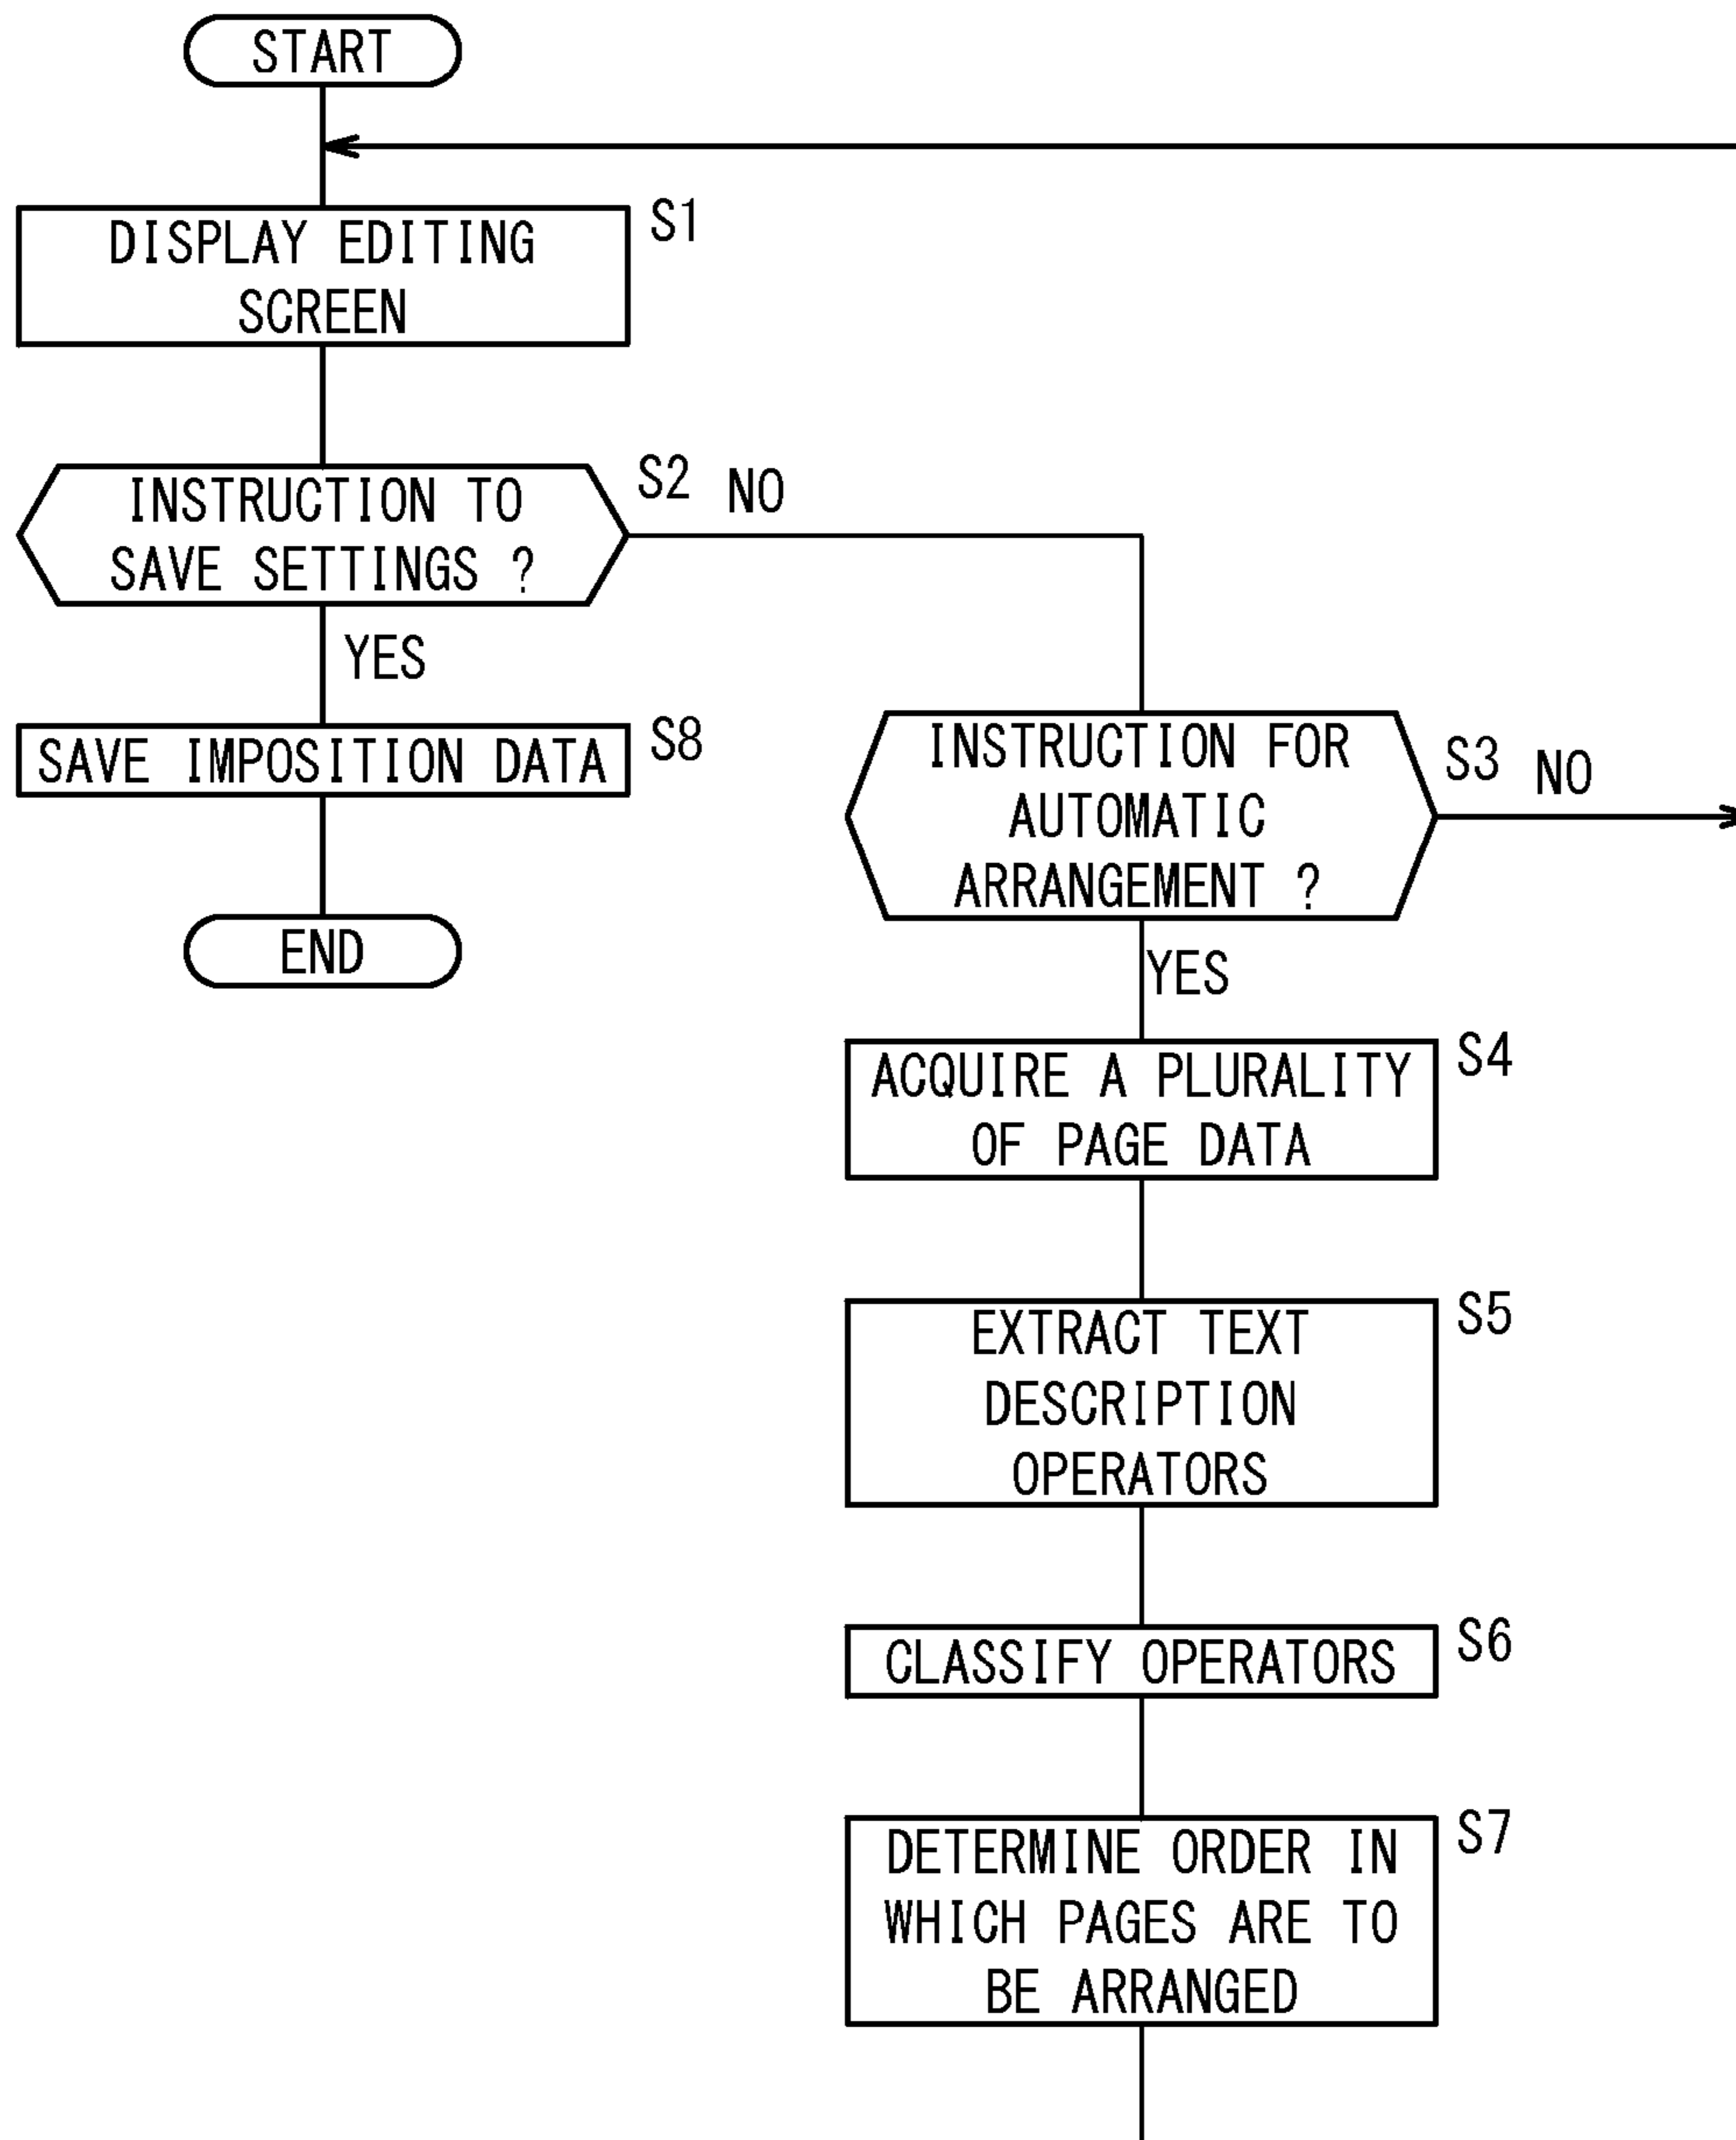 START
DISPLAY EDITING
SCREEN
S1
INSTRUCTION TO
SAVE SETTINGS ?
S2
NO
YES
SAVE IMPOSITION DATA
S8
END
INSTRUCTION FOR
AUTOMATIC
ARRANGEMENT ?
S3
NO
YES
ACQUIRE A PLURALITY
OF PAGE DATA
S4
EXTRACT TEXT
DESCRIPTION
OPERATORS
S5
CLASSIFY OPERATORS
S6
DETERMINE ORDER IN
WHICH PAGES ARE TO
BE ARRANGED
S7